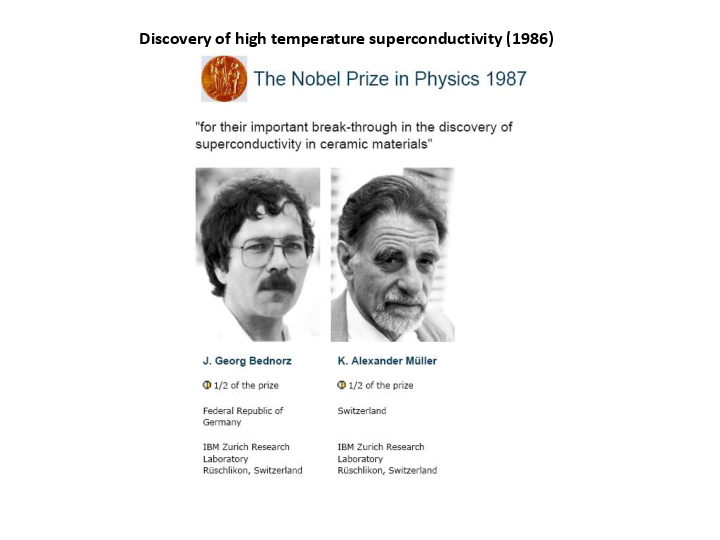 Discovery of high temperature superconductivity (1986)
The Nobel Prize in Physics 1987
"for their important break-through in the discovery of
superconductivity in ceramic materials"
J. Georg Bednorz
1/2 of the prize
Federal Republic of
Germany
IBM Zurich Research
Laboratory
Rüschlikon, Switzerland
K. Alexander Müller
1/2 of the prize
Switzerland
IBM Zurich Research
Laboratory
Rüschlikon, Switzerland